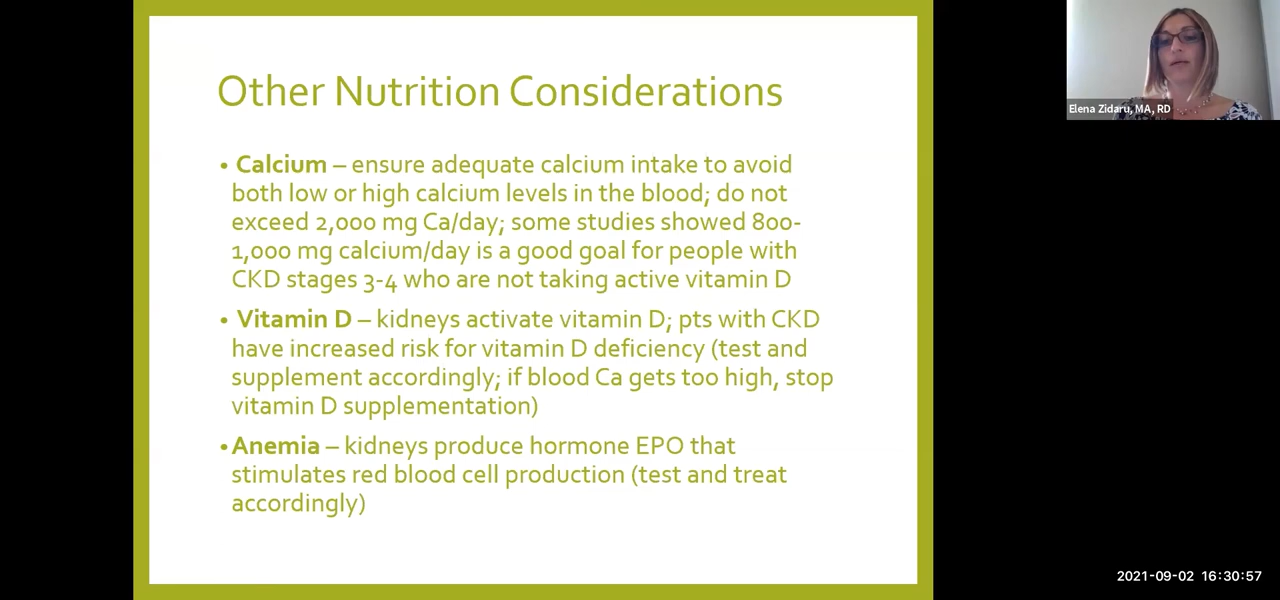 Other Nutrition Considerations
• Calcium – ensure adequate calcium intake to avoid
both low or high calcium levels in the blood; do not
exceed 2,000 mg Ca/day; some studies showed 800-
1,000 mg calcium/day is a good goal for people with
CKD stages 3-4 who are not taking active vitamin D
• Vitamin D – kidneys activate vitamin D; pts with CKD
have increased risk for vitamin D deficiency (test and
supplement accordingly; if blood Ca gets too high, stop
vitamin D supplementation)
• Anemia – kidneys produce hormone EPO that
stimulates red blood cell production (test and treat
accordingly)
Elena Zidaru, MA, RD
2021-09-02 16:30:57